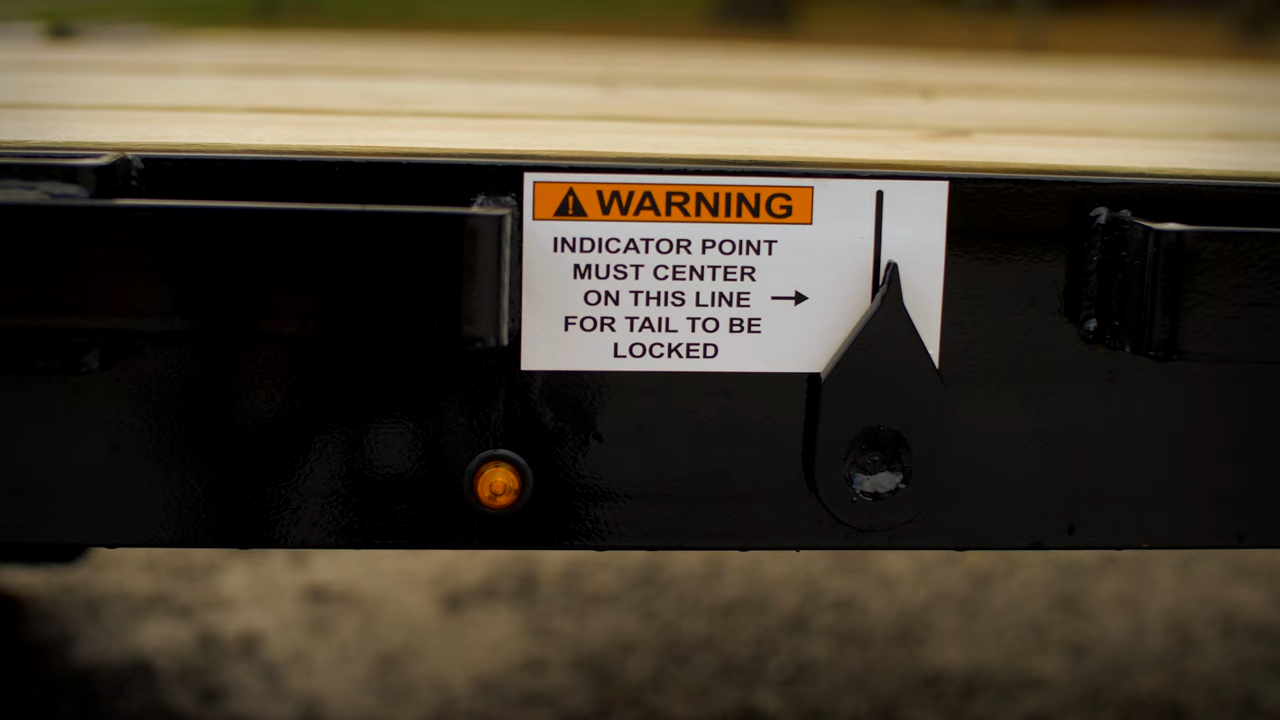 WARNING
INDICATOR POINT
MUST CENTER
ON THIS LINE
FOR TAIL TO BE
LOCKED